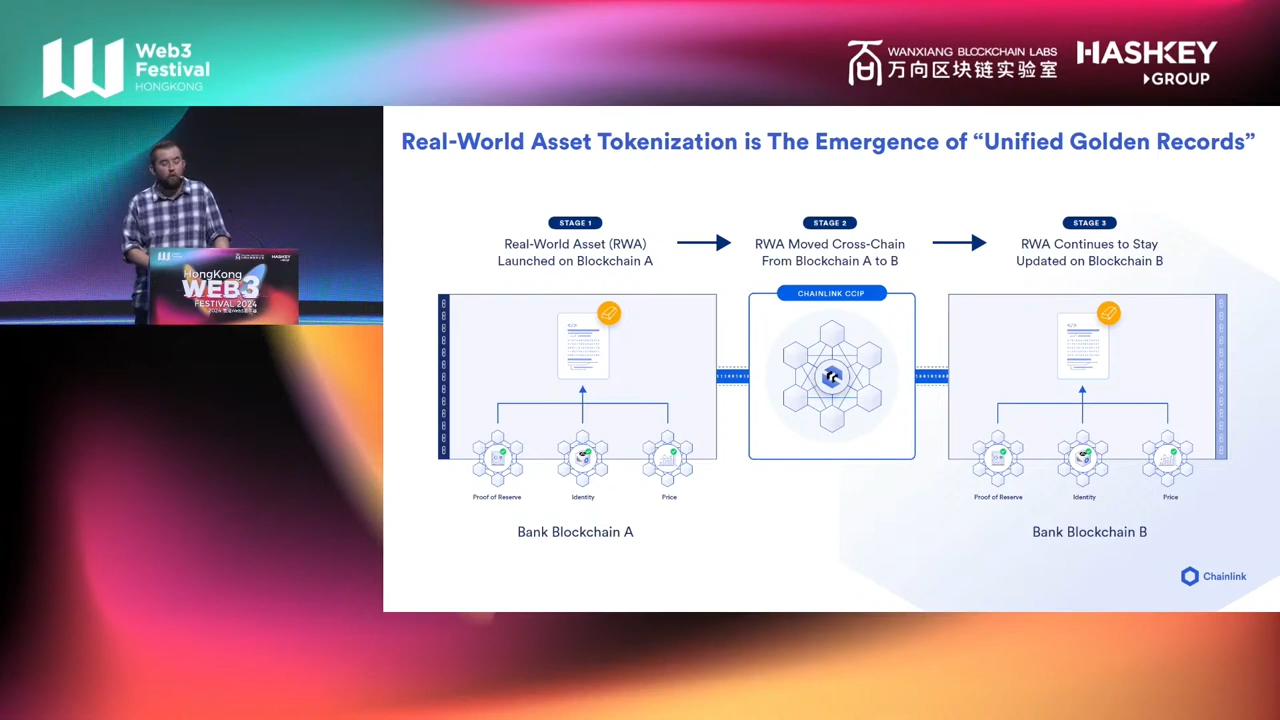 Web3
Festival
HONGKONG
WANXIANG BLOCKCHAIN LABS
万向区块链实验室
HASHKEY
GROUP
HongKong
WEB3
FESTIVAL 2024
HASHKEY
Real-World Asset Tokenization is The Emergence of “Unified Golden Records”
STAGE 1
Real-World Asset (RWA)
Launched on Blockchain A
STAGE 2
RWA Moved Cross-Chain
From Blockchain A to B
STAGE 3
RWA Continues to Stay
Updated on Blockchain B
CHAINLINK CCIP
Proof of Reserve
Identity
Price
Proof of Reserve
Identity
Price
Bank Blockchain A
Bank Blockchain B
Chainlink